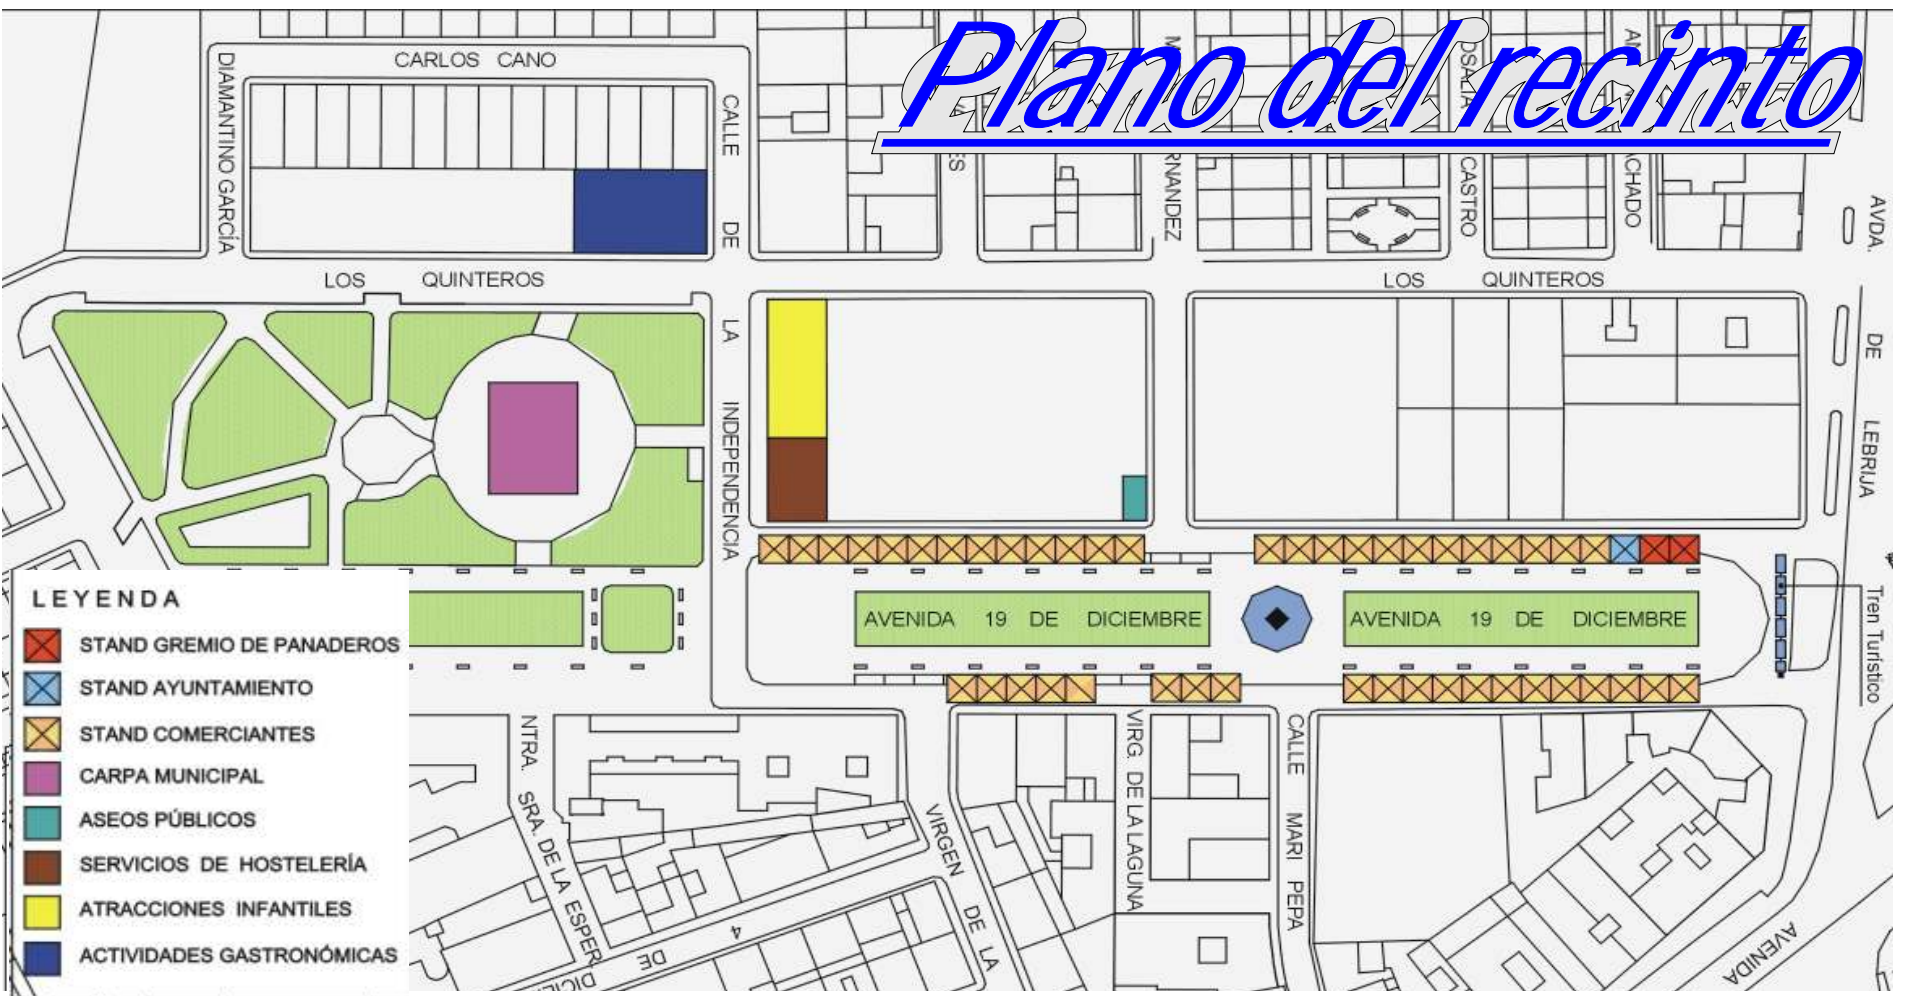 Plano del recinto
CARLOS CANO
DIAMANTINO GARCÍA
CALLE DE LA INDEPENDENCIA
CASTRO
AVDA. DE LEBRIJA
LOS QUINTEROS
LOS QUINTEROS
AVENIDA 19 DE DICIEMBRE
AVENIDA 19 DE DICIEMBRE
Tren Turístico
LEYENDA
STAND GREMIO DE PANADEROS
STAND AYUNTAMIENTO
STAND COMERCIANTES
CARPA MUNICIPAL
ASEOS PÚBLICOS
SERVICIOS DE HOSTELERÍA
ATRACCIONES INFANTILES
ACTIVIDADES GASTRONÓMICAS
NTRA. SRA. DE LA ESPER
VIRGEN DE LA
VIRG. DE LA LAGUNA
CALLE MARI PEPA
4 DE
AVENIDA